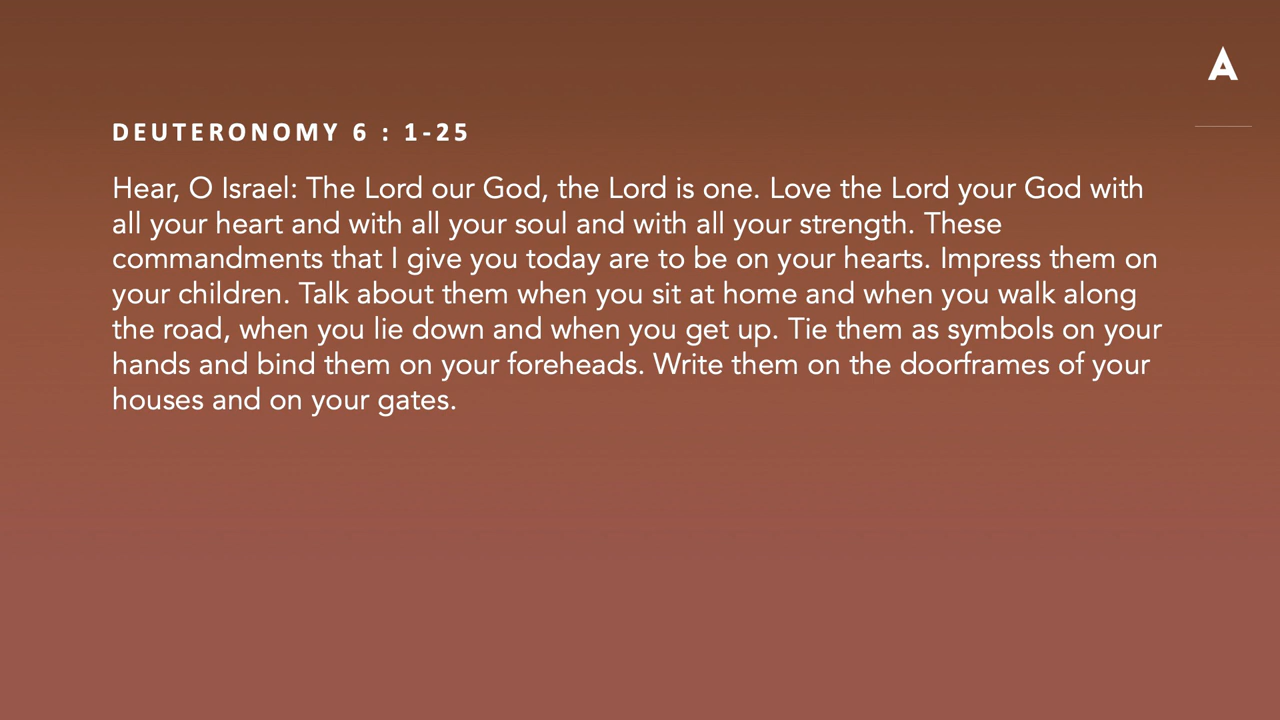 A
DEUTERONOMY 6 : 1-25
Hear, O Israel: The Lord our God, the Lord is one. Love the Lord your God with
all your heart and with all your soul and with all your strength. These
commandments that I give you today are to be on your hearts. Impress them on
your children. Talk about them when you sit at home and when you walk along
the road, when you lie down and when you get up. Tie them as symbols on your
hands and bind them on your foreheads. Write them on the doorframes of your
houses and on your gates.